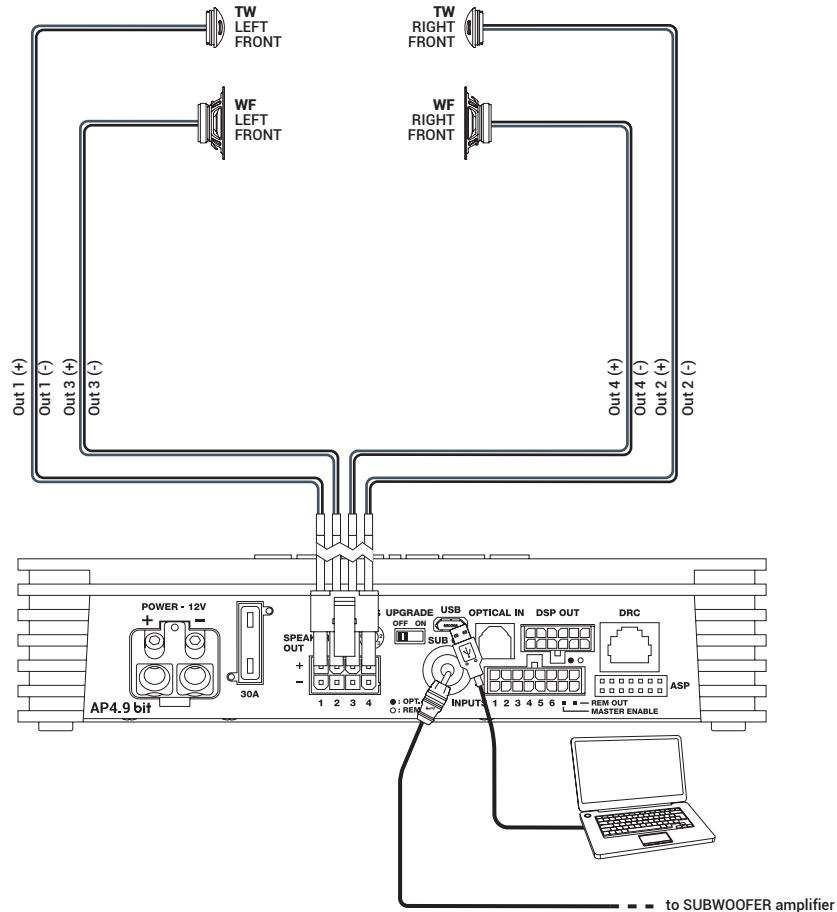 TW
LEFT
FRONT
TW
RIGHT
FRONT
WF
LEFT
FRONT
WF
RIGHT
FRONT
Out 1 (+)
Out 1 (-)
Out 3 (+)
Out 3 (-)
Out 4 (+)
Out 4 (-)
Out 2 (+)
Out 2 (-)
POWER - 12V
+ −
30A
OUT
+
−
1 2 3 4
UPGRADE
OFF ON
USB
SUB
OPTICAL IN
DSP OUT
DRC
ASP
● : OPT.
○ : REM
INPUTS 1 2 3 4 5 6
REM OUT
MASTER ENABLE
AP4.9 bit
to SUBWOOFER amplifier